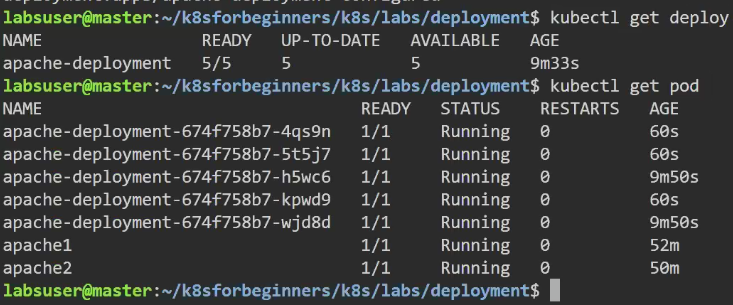 deployment.apps/apache-deployment configured
labsuser@master:~/k8sforbeginners/k8s/labs/deployment$ kubectl get deploy
NAME READY UP-TO-DATE AVAILABLE AGE
apache-deployment 5/5 5 5 9m33s
labsuser@master:~/k8sforbeginners/k8s/labs/deployment$ kubectl get pod
NAME READY STATUS RESTARTS AGE
apache-deployment-674f758b7-4qs9n 1/1 Running 0 60s
apache-deployment-674f758b7-5t5j7 1/1 Running 0 60s
apache-deployment-674f758b7-h5wc6 1/1 Running 0 9m50s
apache-deployment-674f758b7-kpwd9 1/1 Running 0 60s
apache-deployment-674f758b7-wjd8d 1/1 Running 0 9m50s
apache1 1/1 Running 0 52m
apache2 1/1 Running 0 50m
labsuser@master:~/k8sforbeginners/k8s/labs/deployment$